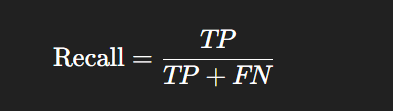 Recall = TP / TP + FN